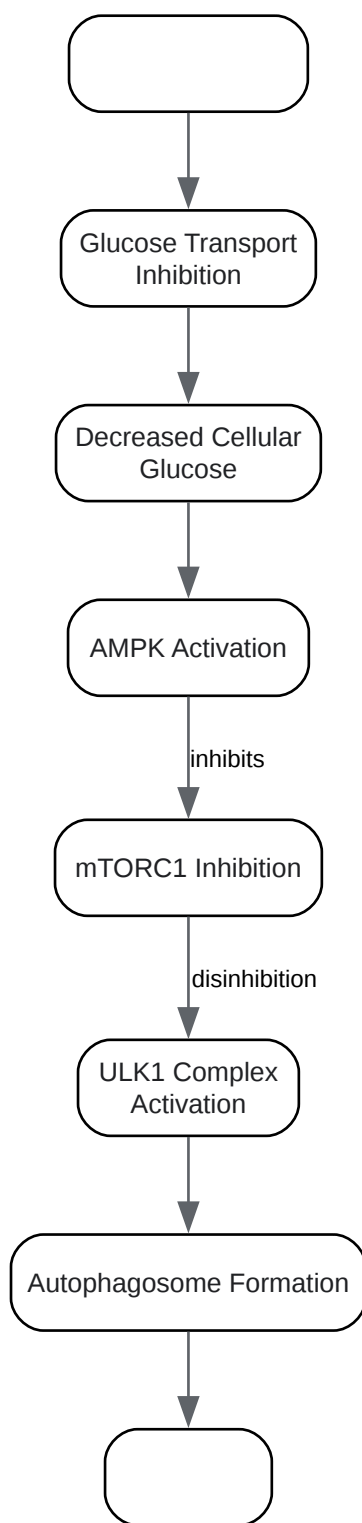 Glucose Transport
Inhibition
Decreased Cellular
Glucose
AMPK Activation
inhibits
mTORC1 Inhibition
disinhibition
ULK1 Complex
Activation
Autophagosome Formation